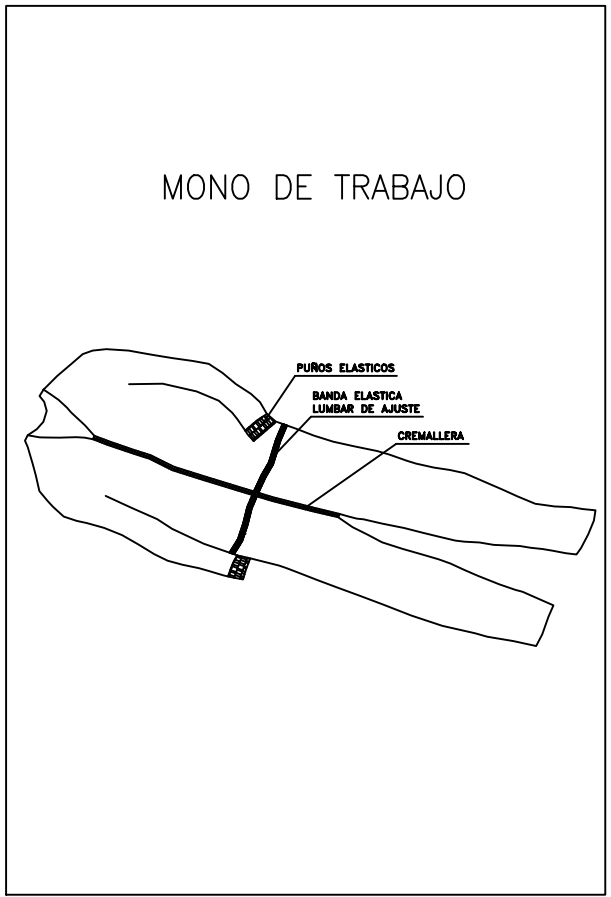 MONO DE TRABAJO
PUÑOS ELASTICOS
BANDA ELASTICA
LUMBAR DE AJUSTE
CREMALLERA